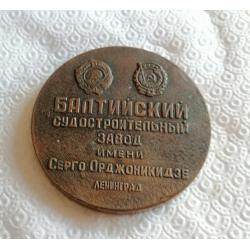 БАЛТИЙСКИЙ
СУДОСТРОИТЕЛЬНЫЙ
ЗАВОД
ИМЕНИ
СЕРГО ОРДЖОНИКИДЗЕ
ЛЕНИНГРАД